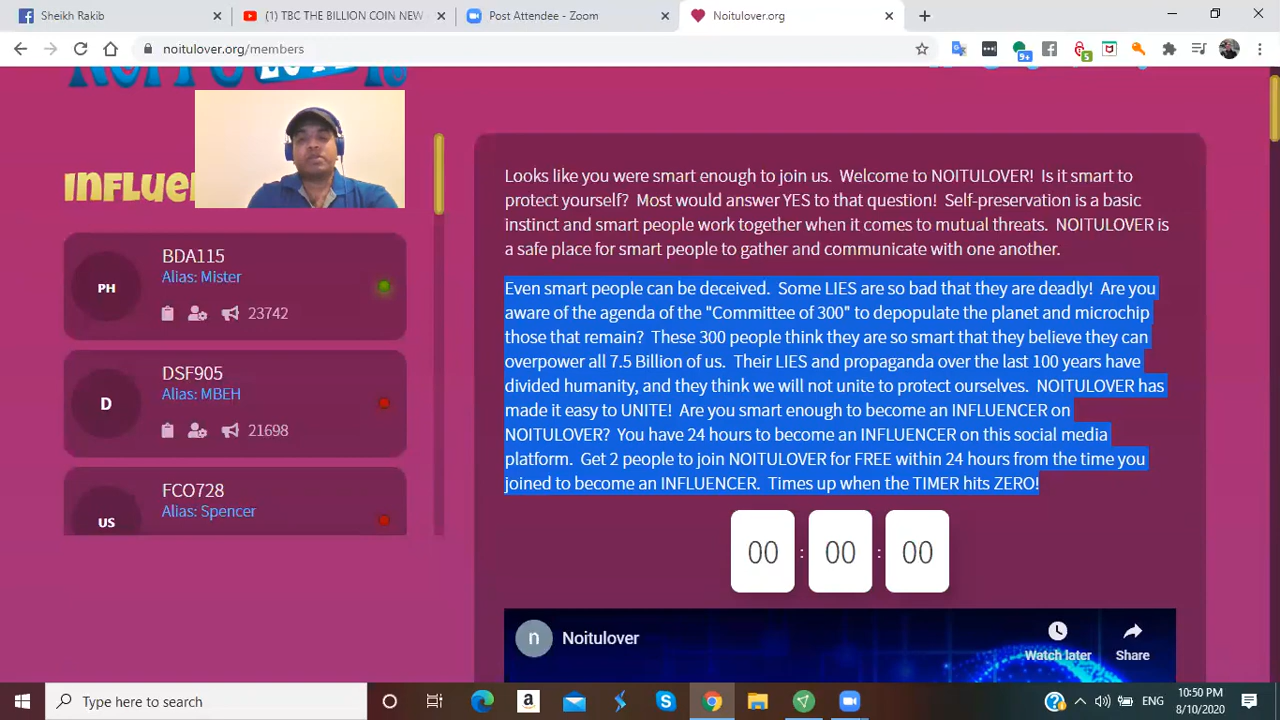 Sheikh Rakib
(1) TBC THE BILLION COIN NEW
Post Attendee - Zoom
Noitulover.org
noitulover.org/members
9+
5
Influe
BDA115
Alias: Mister
PH
23742
DSF905
Alias: MBEH
D
21698
FCO728
Alias: Spencer
US
Looks like you were smart enough to join us. Welcome to NOITULOVER! Is it smart to
protect yourself? Most would answer YES to that question! Self-preservation is a basic
instinct and smart people work together when it comes to mutual threats. NOITULOVER is
a safe place for smart people to gather and communicate with one another.
Even smart people can be deceived. Some LIES are so bad that they are deadly! Are you
aware of the agenda of the "Committee of 300" to depopulate the planet and microchip
those that remain? These 300 people think they are so smart that they believe they can
overpower all 7.5 Billion of us. Their LIES and propaganda over the last 100 years have
divided humanity, and they think we will not unite to protect ourselves. NOITULOVER has
made it easy to UNITE! Are you smart enough to become an INFLUENCER on
NOITULOVER? You have 24 hours to become an INFLUENCER on this social media
platform. Get 2 people to join NOITULOVER for FREE within 24 hours from the time you
joined to become an INFLUENCER. Times up when the TIMER hits ZERO!
00 : 00 : 00
n Noitulover
Watch later
Share
Type here to search
ENG
10:50 PM
8/10/2020